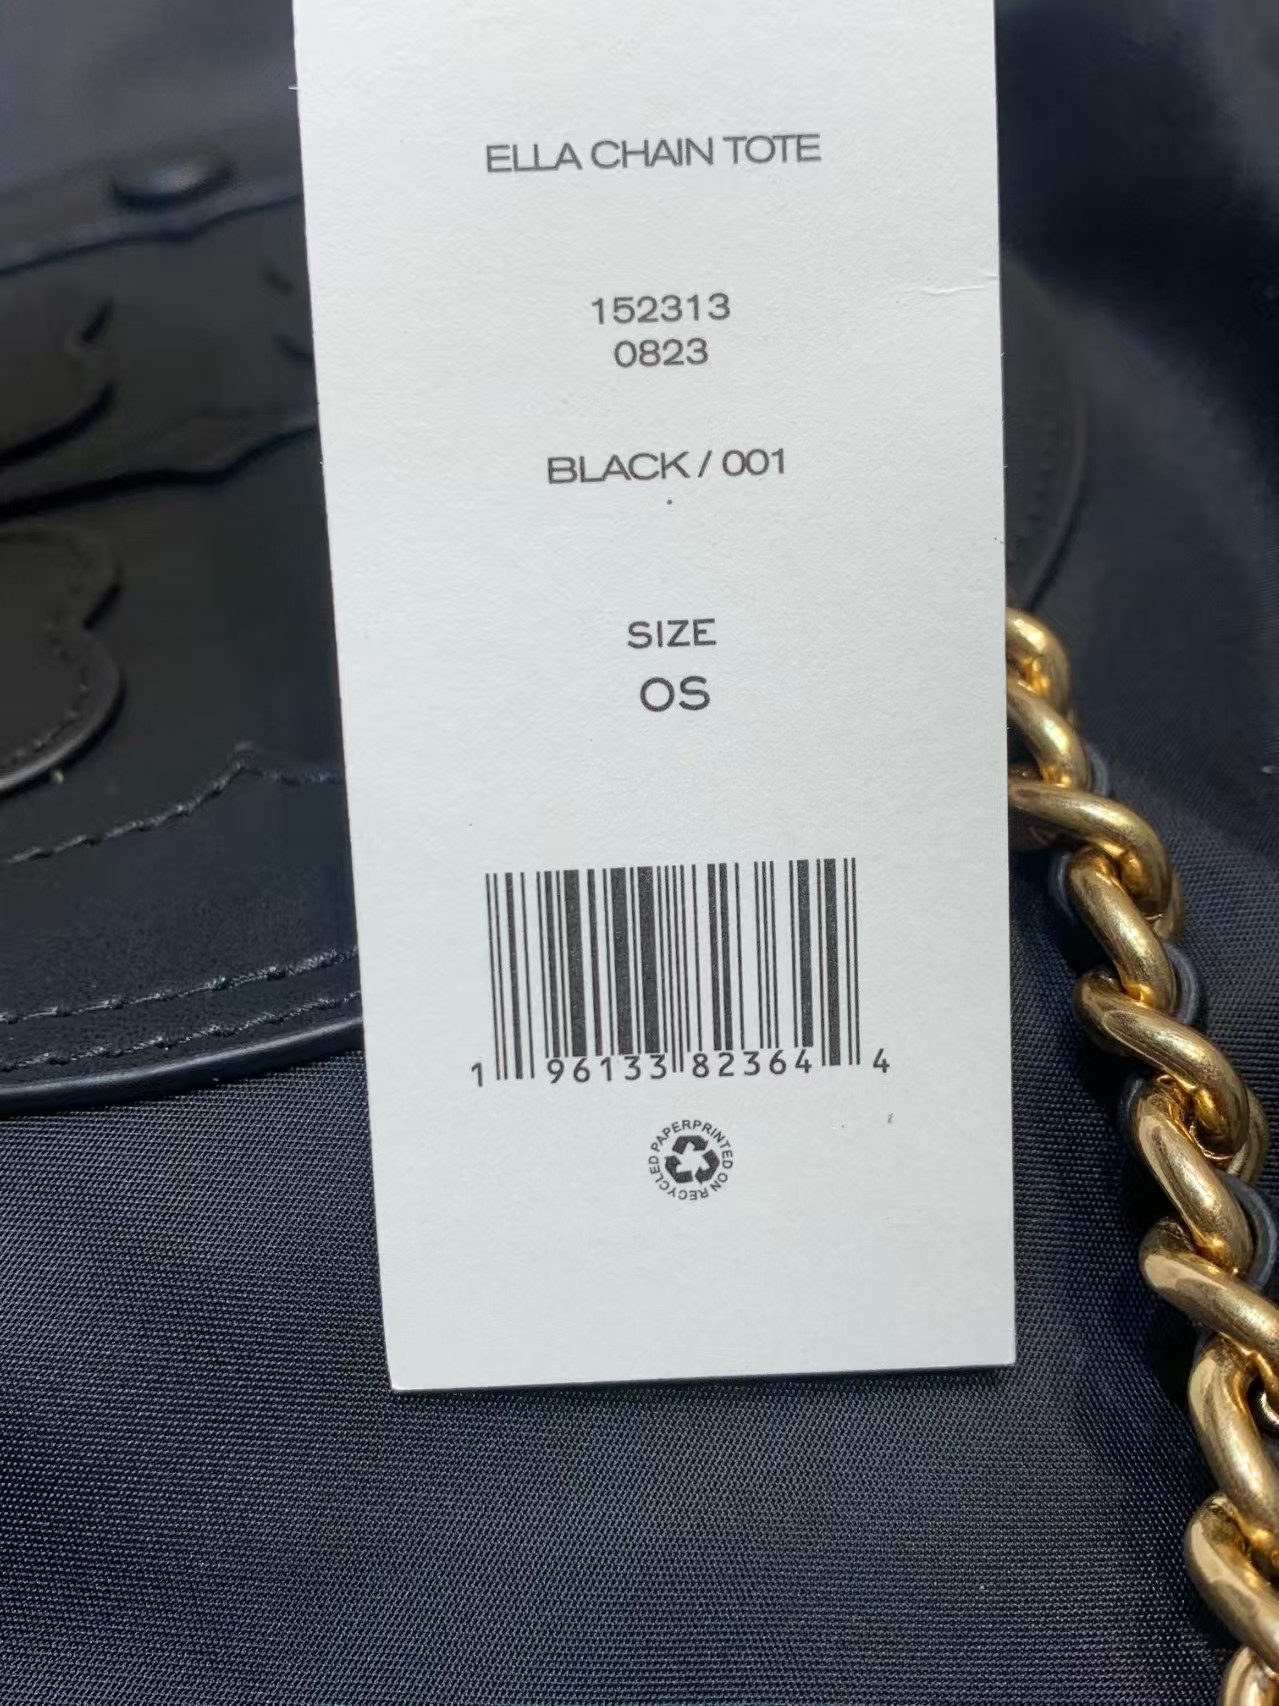 ELLA CHAIN TOTE
152313
0823
BLACK / 001
SIZE
OS
1 96133 82364 4
PRINTED ON RECYCLED PAPER